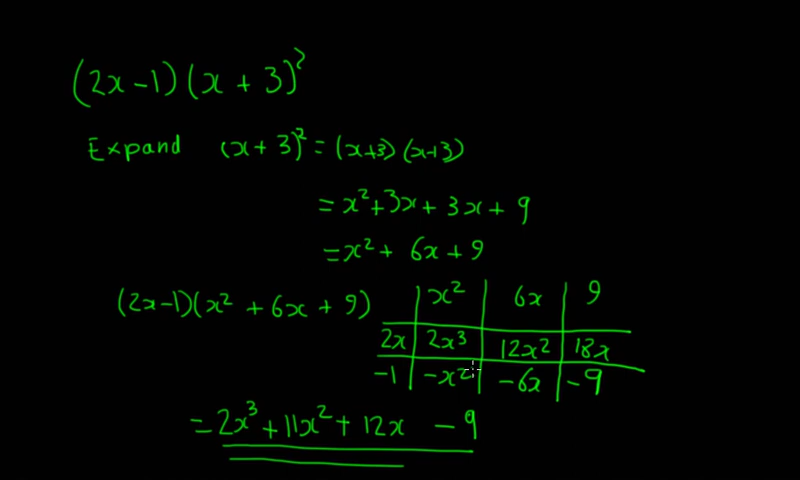 (2x-1)(x+3)²
Expand (x+3)² = (x+3)(x+3)
= x²+3x+3x+9
= x²+6x+9
(2x-1)(x²+6x+9)
x² 6x 9
2x 2x³ 12x² 18x
-1 -x² -6x -9
= 2x³+11x²+12x -9